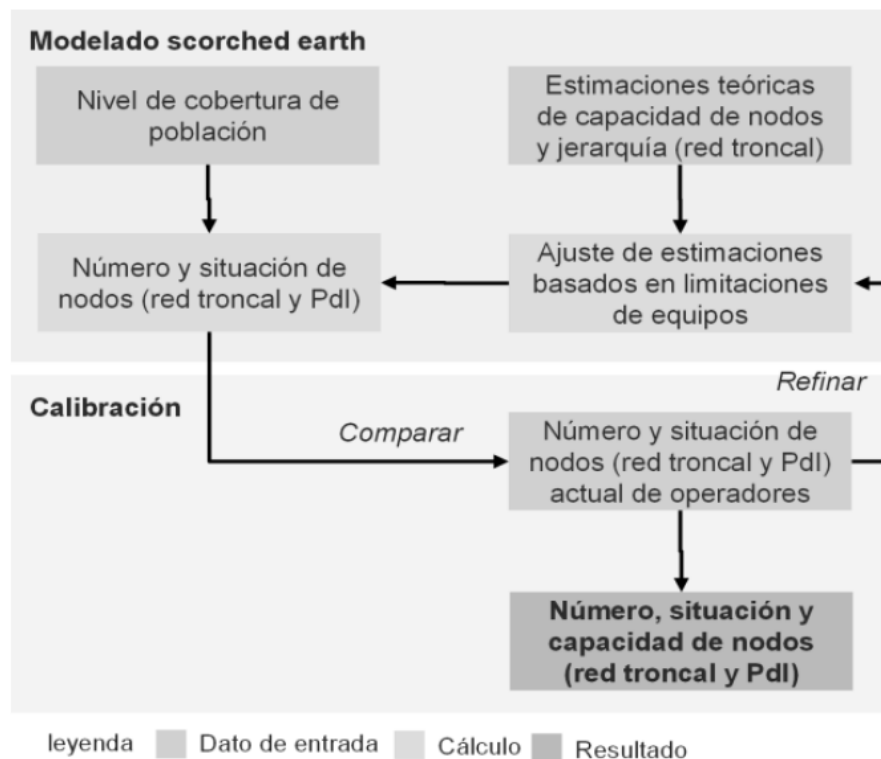 Modelado scorched earth
Nivel de cobertura de
población
Estimaciones teóricas
de capacidad de nodos
y jerarquía (red troncal)
Número y situación de
nodos (red troncal y PdI)
Ajuste de estimaciones
basados en limitaciones
de equipos
Refinar
Calibración
Comparar
Número y situación de
nodos (red troncal y PdI)
actual de operadores
Número, situación y
capacidad de nodos
(red troncal y PdI)
leyenda
Dato de entrada
Cálculo
Resultado